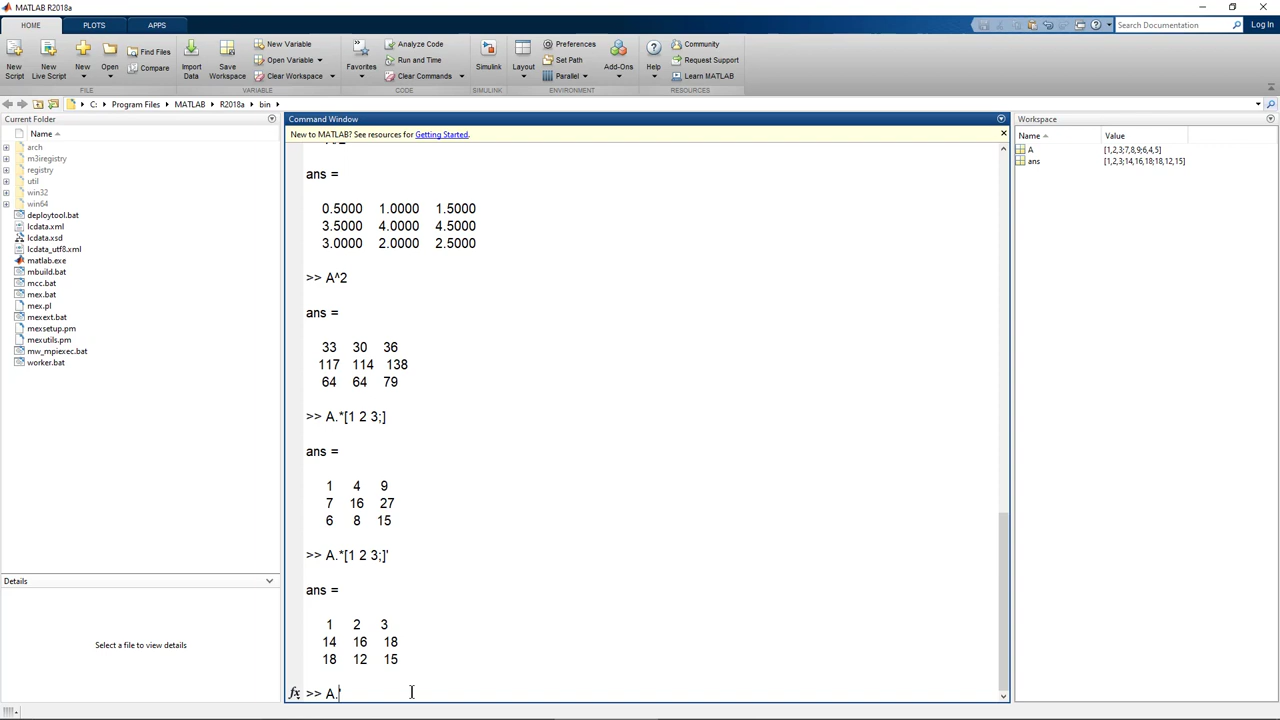 MATLAB R2018a
HOME PLOTS APPS Search Documentation Log In
New Script New Live Script New Open Find Files Compare Import Data Save Workspace New Variable Open Variable Clear Workspace Favorites Analyze Code Run and Time Clear Commands Simulink Layout Preferences Set Path Parallel Add-Ons Help Community Request Support Learn MATLAB
FILE VARIABLE CODE SIMULINK ENVIRONMENT RESOURCES
C: Program Files MATLAB R2018a bin
Current Folder
Name
arch
m3iregistry
registry
util
win32
win64
deploytool.bat
lcdata.xml
lcdata.xsd
lcdata_utf8.xml
matlab.exe
mbuild.bat
mcc.bat
mex.bat
mex.pl
mexext.bat
mexsetup.pm
mexutils.pm
mw_mpiexec.bat
worker.bat
Details
Select a file to view details
Command Window
New to MATLAB? See resources for Getting Started.
ans =
0.5000 1.0000 1.5000
3.5000 4.0000 4.5000
3.0000 2.0000 2.5000
>> A^2
ans =
33 30 36
117 114 138
64 64 79
>> A.*[1 2 3;]
ans =
1 4 9
7 16 27
6 8 15
>> A.*[1 2 3;]'
ans =
1 2 3
14 16 18
18 12 15
fx >> A.'
Workspace
Name Value
A [1,2,3;7,8,9;6,4,5]
ans [1,2,3;14,16,18;18,12,15]